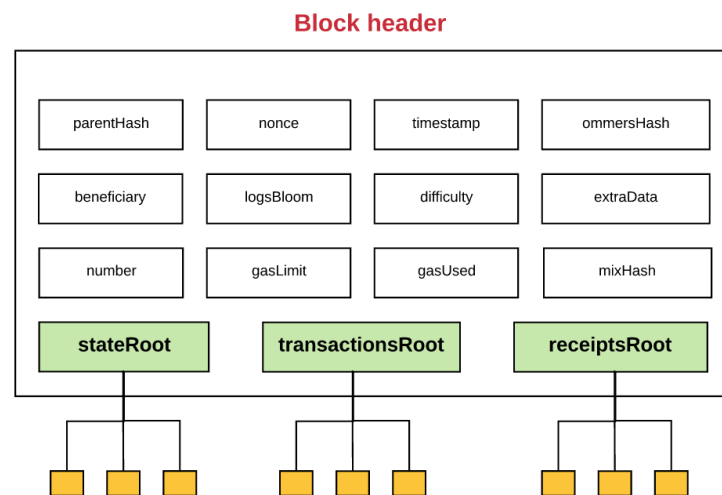 Block header
parentHash nonce timestamp ommersHash
beneficiary logsBloom difficulty extraData
number gasLimit gasUsed mixHash
stateRoot transactionsRoot receiptsRoot